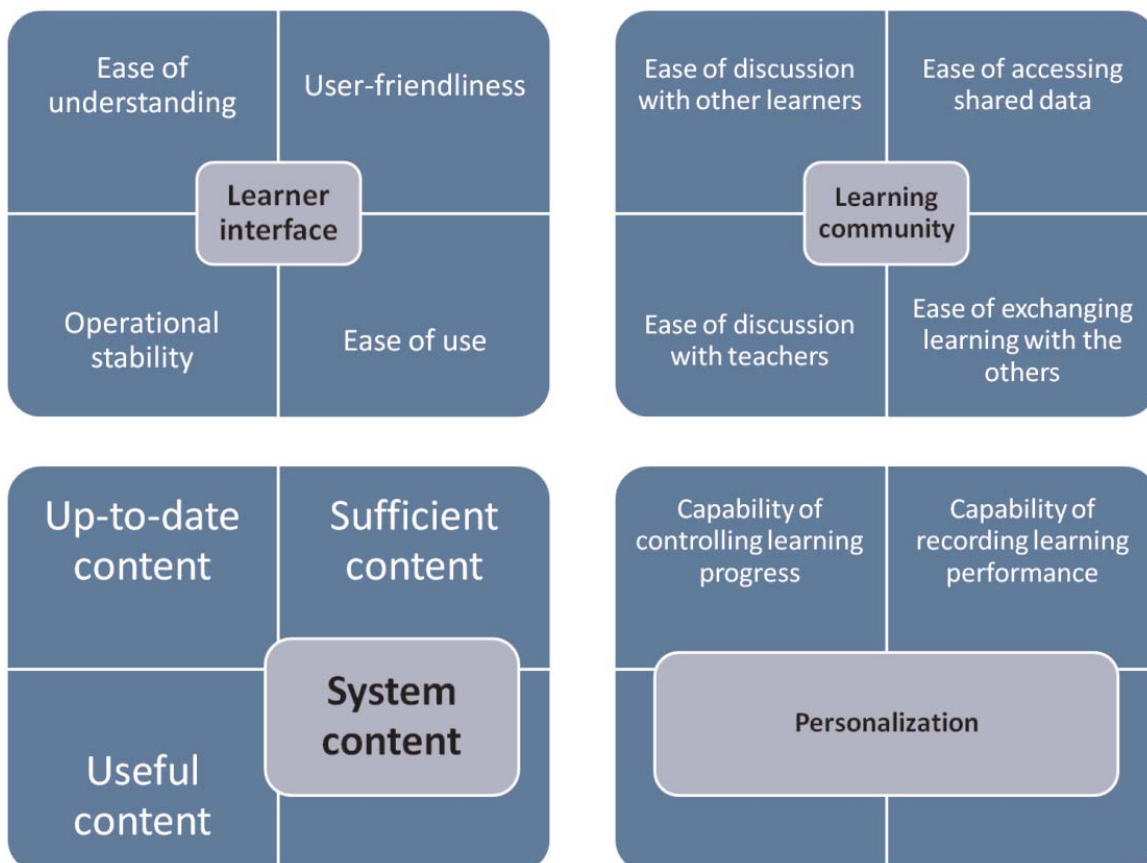 Ease of
understanding
User-friendliness
Learner
interface
Operational
stability
Ease of use
Ease of discussion
with other learners
Ease of accessing
shared data
Learning
community
Ease of discussion
with teachers
Ease of exchanging
learning with the
others
Up-to-date
content
Sufficient
content
System
content
Useful
content
Capability of
controlling learning
progress
Capability of
recording learning
performance
Personalization